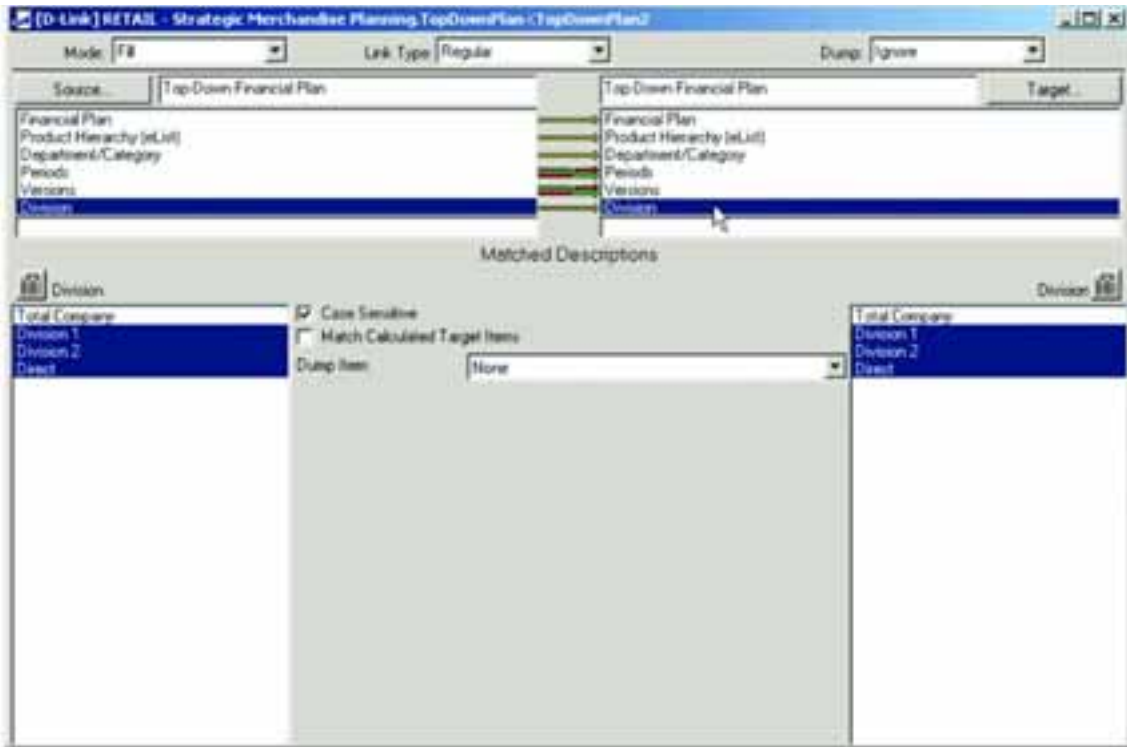 [D-Link] RETAIL - Strategic Merchandise Planning.TopDownPlan<TopDownPlan2
Mode: Fill Link Type Regular Dump: Ignore
Source... Top-Down Financial Plan Top-Down Financial Plan Target...
Financial Plan Financial Plan
Product Hierarchy (eList) Product Hierarchy (eList)
Department/Category Department/Category
Periods Periods
Versions Versions
Division Division
Matched Descriptions
Division Division
Total Company Case Sensitive Total Company
Division 1 Match Calculated Target Items Division 1
Division 2 Division 2
Direct Dump Item: None Direct